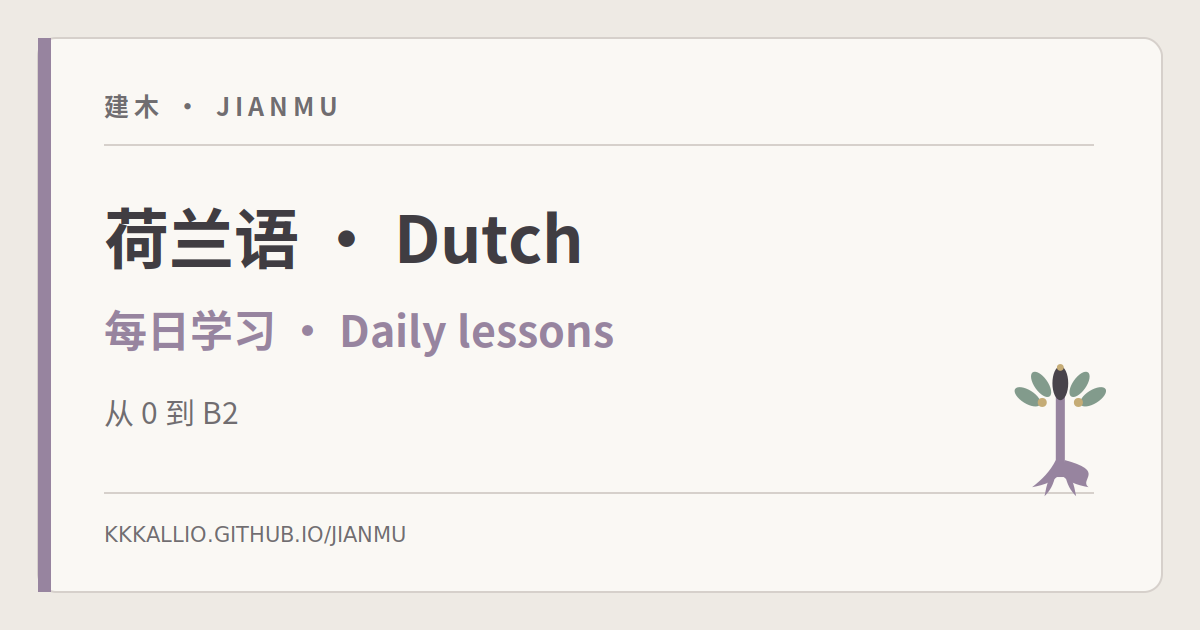 建木 · JIANMU
荷兰语 · Dutch
每日学习 · Daily lessons
从 0 到 B2
KKKALLIO.GITHUB.IO/JIANMU